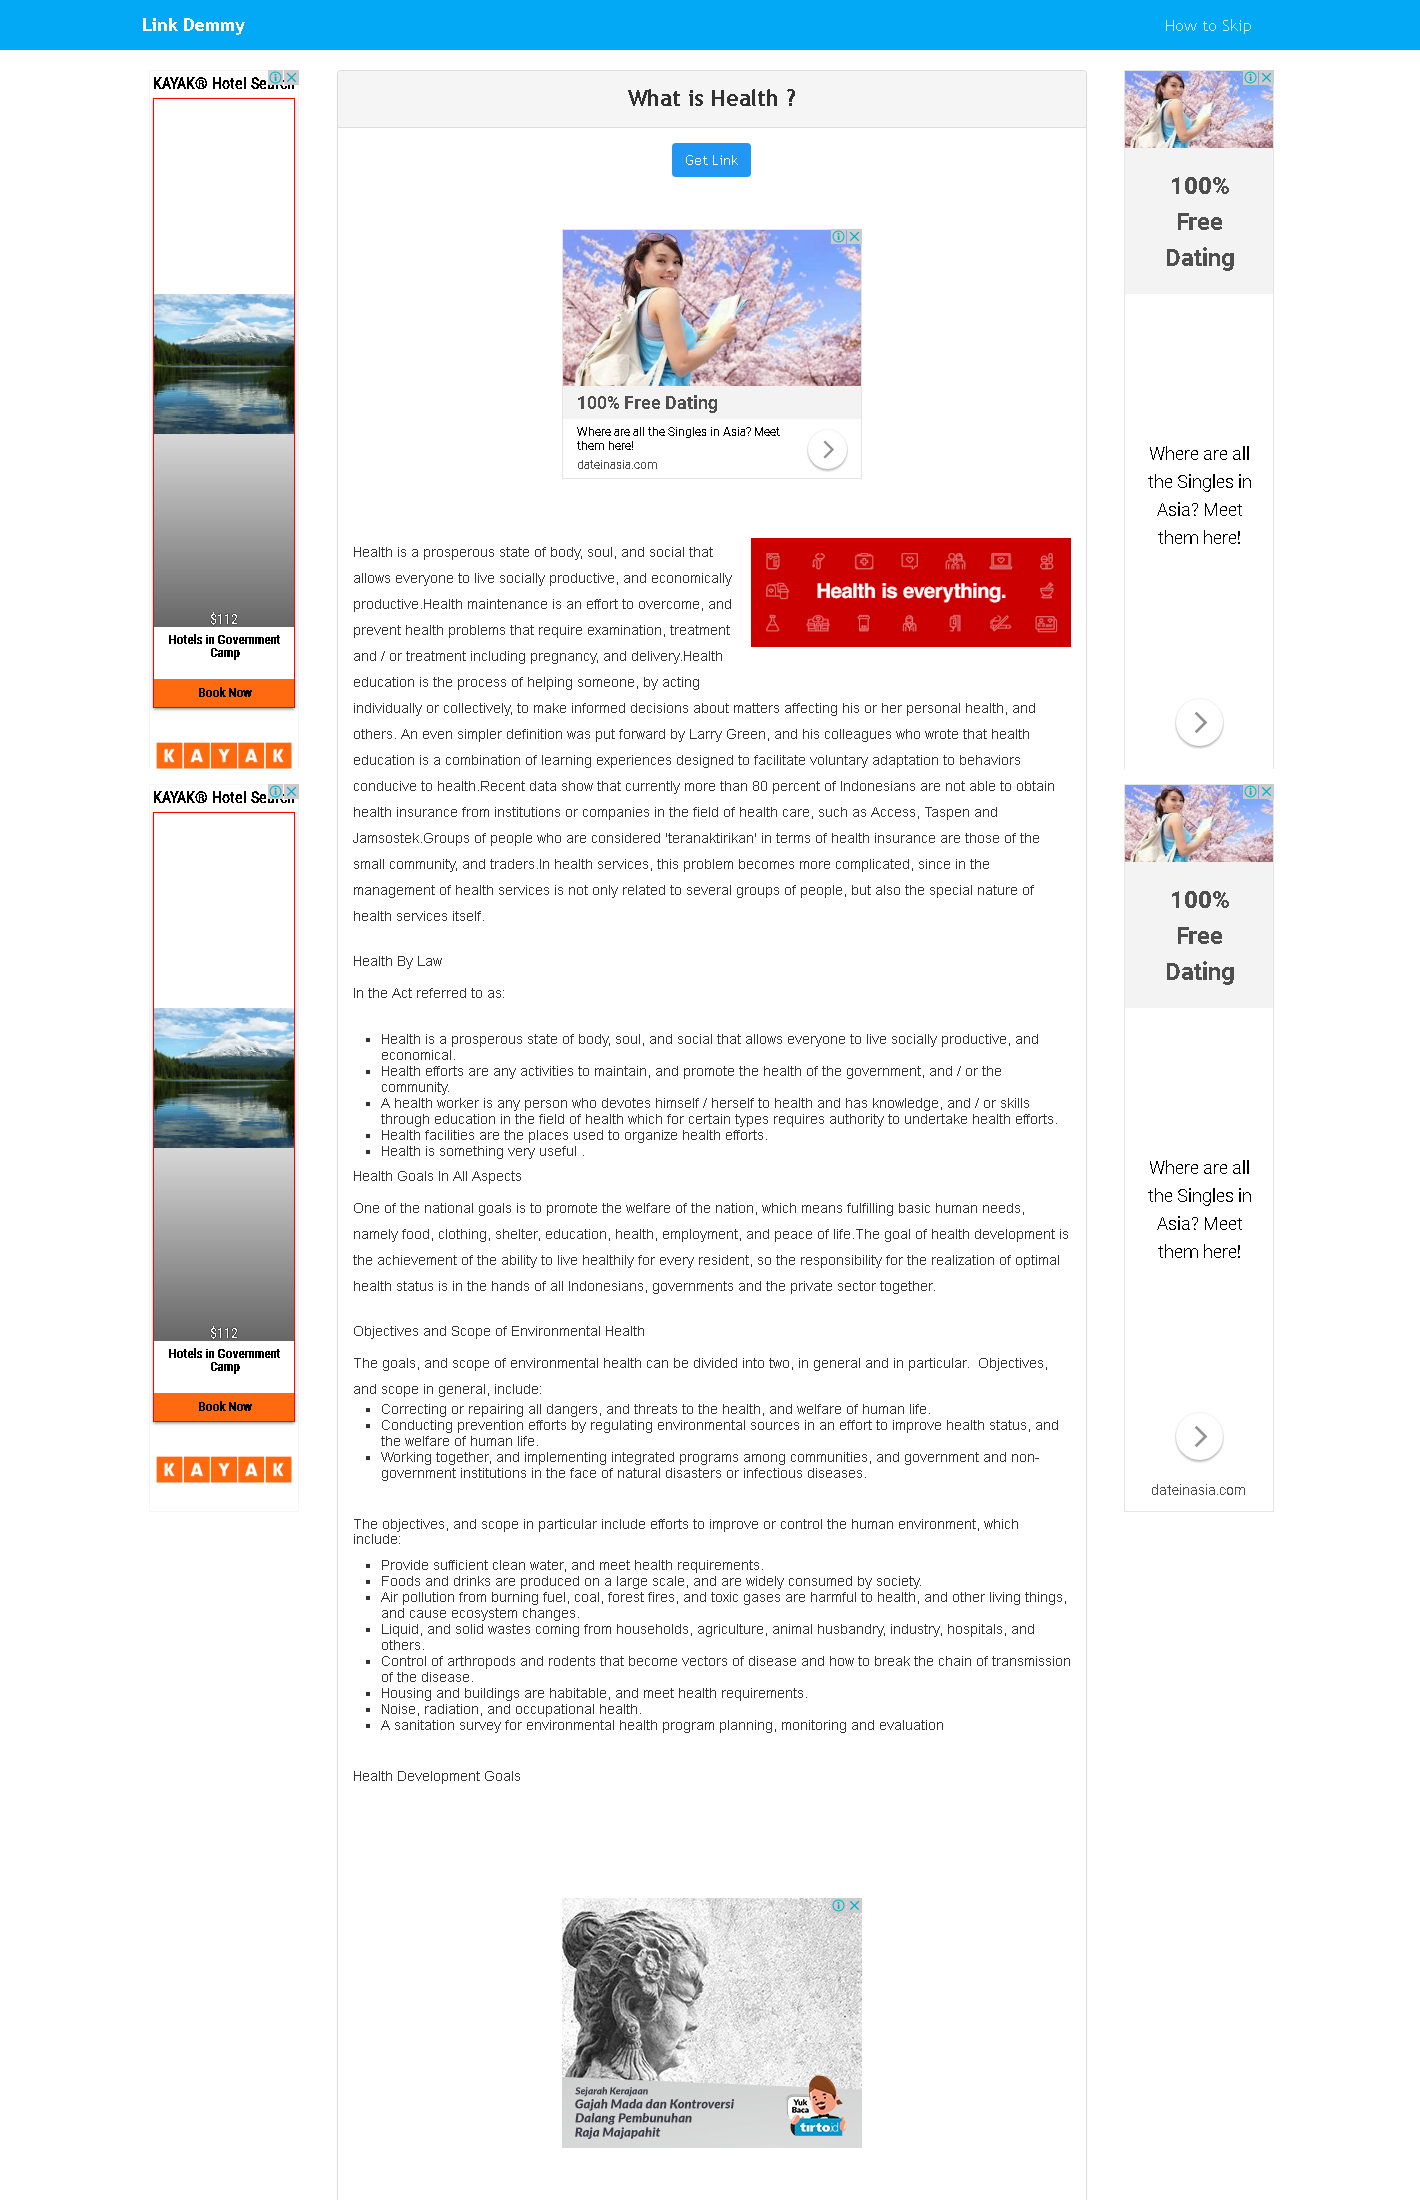 Link Demmy
How to Skip
KAYAK® Hotel Search
$112
Hotels in Government
Camp
Book Now
KAYAK
KAYAK® Hotel Search
$112
Hotels in Government
Camp
Book Now
KAYAK
What is Health ?
Get Link
100% Free Dating
Where are all the Singles in Asia? Meet
them here!
dateinasia.com
Health is everything.
Health is a prosperous state of body, soul, and social that
allows everyone to live socially productive, and economically
productive.Health maintenance is an effort to overcome, and
prevent health problems that require examination, treatment
and / or treatment including pregnancy, and delivery.Health
education is the process of helping someone, by acting
individually or collectively, to make informed decisions about matters affecting his or her personal health, and
others. An even simpler definition was put forward by Larry Green, and his colleagues who wrote that health
education is a combination of learning experiences designed to facilitate voluntary adaptation to behaviors
conducive to health.Recent data show that currently more than 80 percent of Indonesians are not able to obtain
health insurance from institutions or companies in the field of health care, such as Access, Taspen and
Jamsostek.Groups of people who are considered 'teranaktirikan' in terms of health insurance are those of the
small community, and traders.In health services, this problem becomes more complicated, since in the
management of health services is not only related to several groups of people, but also the special nature of
health services itself.
Health By Law
In the Act referred to as:
Health is a prosperous state of body, soul, and social that allows everyone to live socially productive, and
economical.
Health efforts are any activities to maintain, and promote the health of the government, and / or the
community.
A health worker is any person who devotes himself / herself to health and has knowledge, and / or skills
through education in the field of health which for certain types requires authority to undertake health efforts.
Health facilities are the places used to organize health efforts.
Health is something very useful .
Health Goals In All Aspects
One of the national goals is to promote the welfare of the nation, which means fulfilling basic human needs,
namely food, clothing, shelter, education, health, employment, and peace of life.The goal of health development is
the achievement of the ability to live healthily for every resident, so the responsibility for the realization of optimal
health status is in the hands of all Indonesians, governments and the private sector together.
Objectives and Scope of Environmental Health
The goals, and scope of environmental health can be divided into two, in general and in particular.  Objectives,
and scope in general, include:
Correcting or repairing all dangers, and threats to the health, and welfare of human life.
Conducting prevention efforts by regulating environmental sources in an effort to improve health status, and
the welfare of human life.
Working together, and implementing integrated programs among communities, and government and non-
government institutions in the face of natural disasters or infectious diseases.
The objectives, and scope in particular include efforts to improve or control the human environment, which
include:
Provide sufficient clean water, and meet health requirements.
Foods and drinks are produced on a large scale, and are widely consumed by society.
Air pollution from burning fuel, coal, forest fires, and toxic gases are harmful to health, and other living things,
and cause ecosystem changes.
Liquid, and solid wastes coming from households, agriculture, animal husbandry, industry, hospitals, and
others.
Control of arthropods and rodents that become vectors of disease and how to break the chain of transmission
of the disease.
Housing and buildings are habitable, and meet health requirements.
Noise, radiation, and occupational health.
A sanitation survey for environmental health program planning, monitoring and evaluation
Health Development Goals
Sejarah Kerajaan
Gajah Mada dan Kontroversi
Dalang Pembunuhan
Raja Majapahit
Yuk
Baca
tirto.id
100%
Free
Dating
Where are all
the Singles in
Asia? Meet
them here!
100%
Free
Dating
Where are all
the Singles in
Asia? Meet
them here!
dateinasia.com